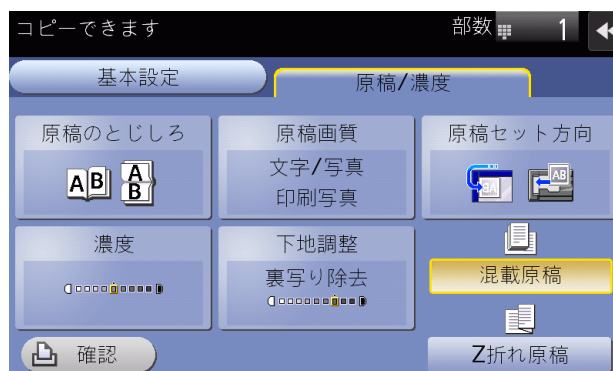 コピーできます 部数 1
基本設定 原稿/濃度
原稿のとじしろ 原稿画質 原稿セット方向
文字/写真
印刷写真
濃度 下地調整
裏写り除去
混載原稿
確認 Z折れ原稿